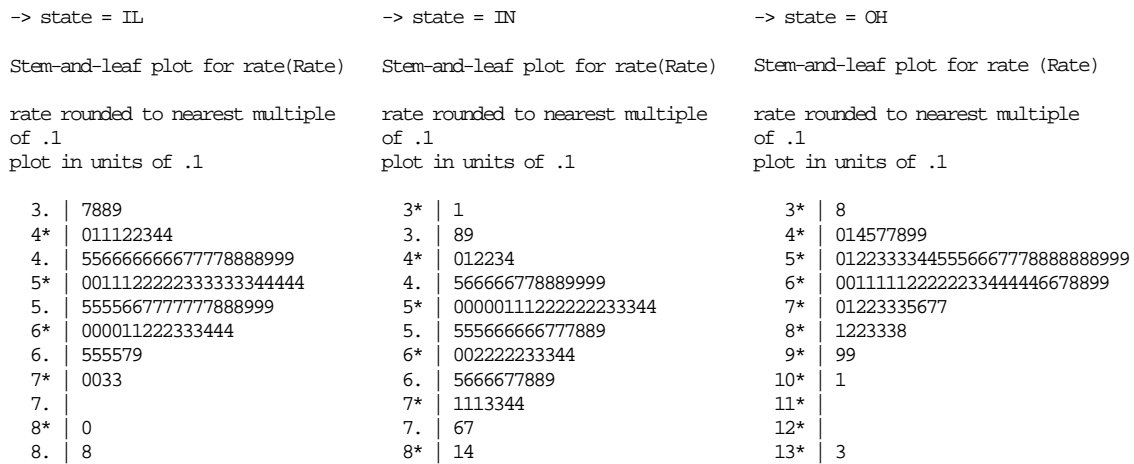 -> state = IL
Stem-and-leaf plot for rate(Rate)
rate rounded to nearest multiple
of .1
plot in units of .1
3. | 7889
4* | 011122344
4. | 556666666677778888999
5* | 00111222223333333344444
5. | 5555667777777888999
6* | 000011222333444
6. | 555579
7* | 0033
7. |
8* | 0
8. | 8
-> state = IN
Stem-and-leaf plot for rate(Rate)
rate rounded to nearest multiple
of .1
plot in units of .1
3* | 1
3. | 89
4* | 012234
4. | 566666778889999
5* | 000001112222222233344
5. | 555666666777889
6* | 002222233344
6. | 5666677889
7* | 1113344
7. | 67
8* | 14
-> state = OH
Stem-and-leaf plot for rate (Rate)
rate rounded to nearest multiple
of .1
plot in units of .1
3* | 8
4* | 014577899
5* | 012233334455566667778888888999
6* | 001111122222233444446678899
7* | 01223335677
8* | 1223338
9* | 99
10* | 1
11* |
12* |
13* | 3